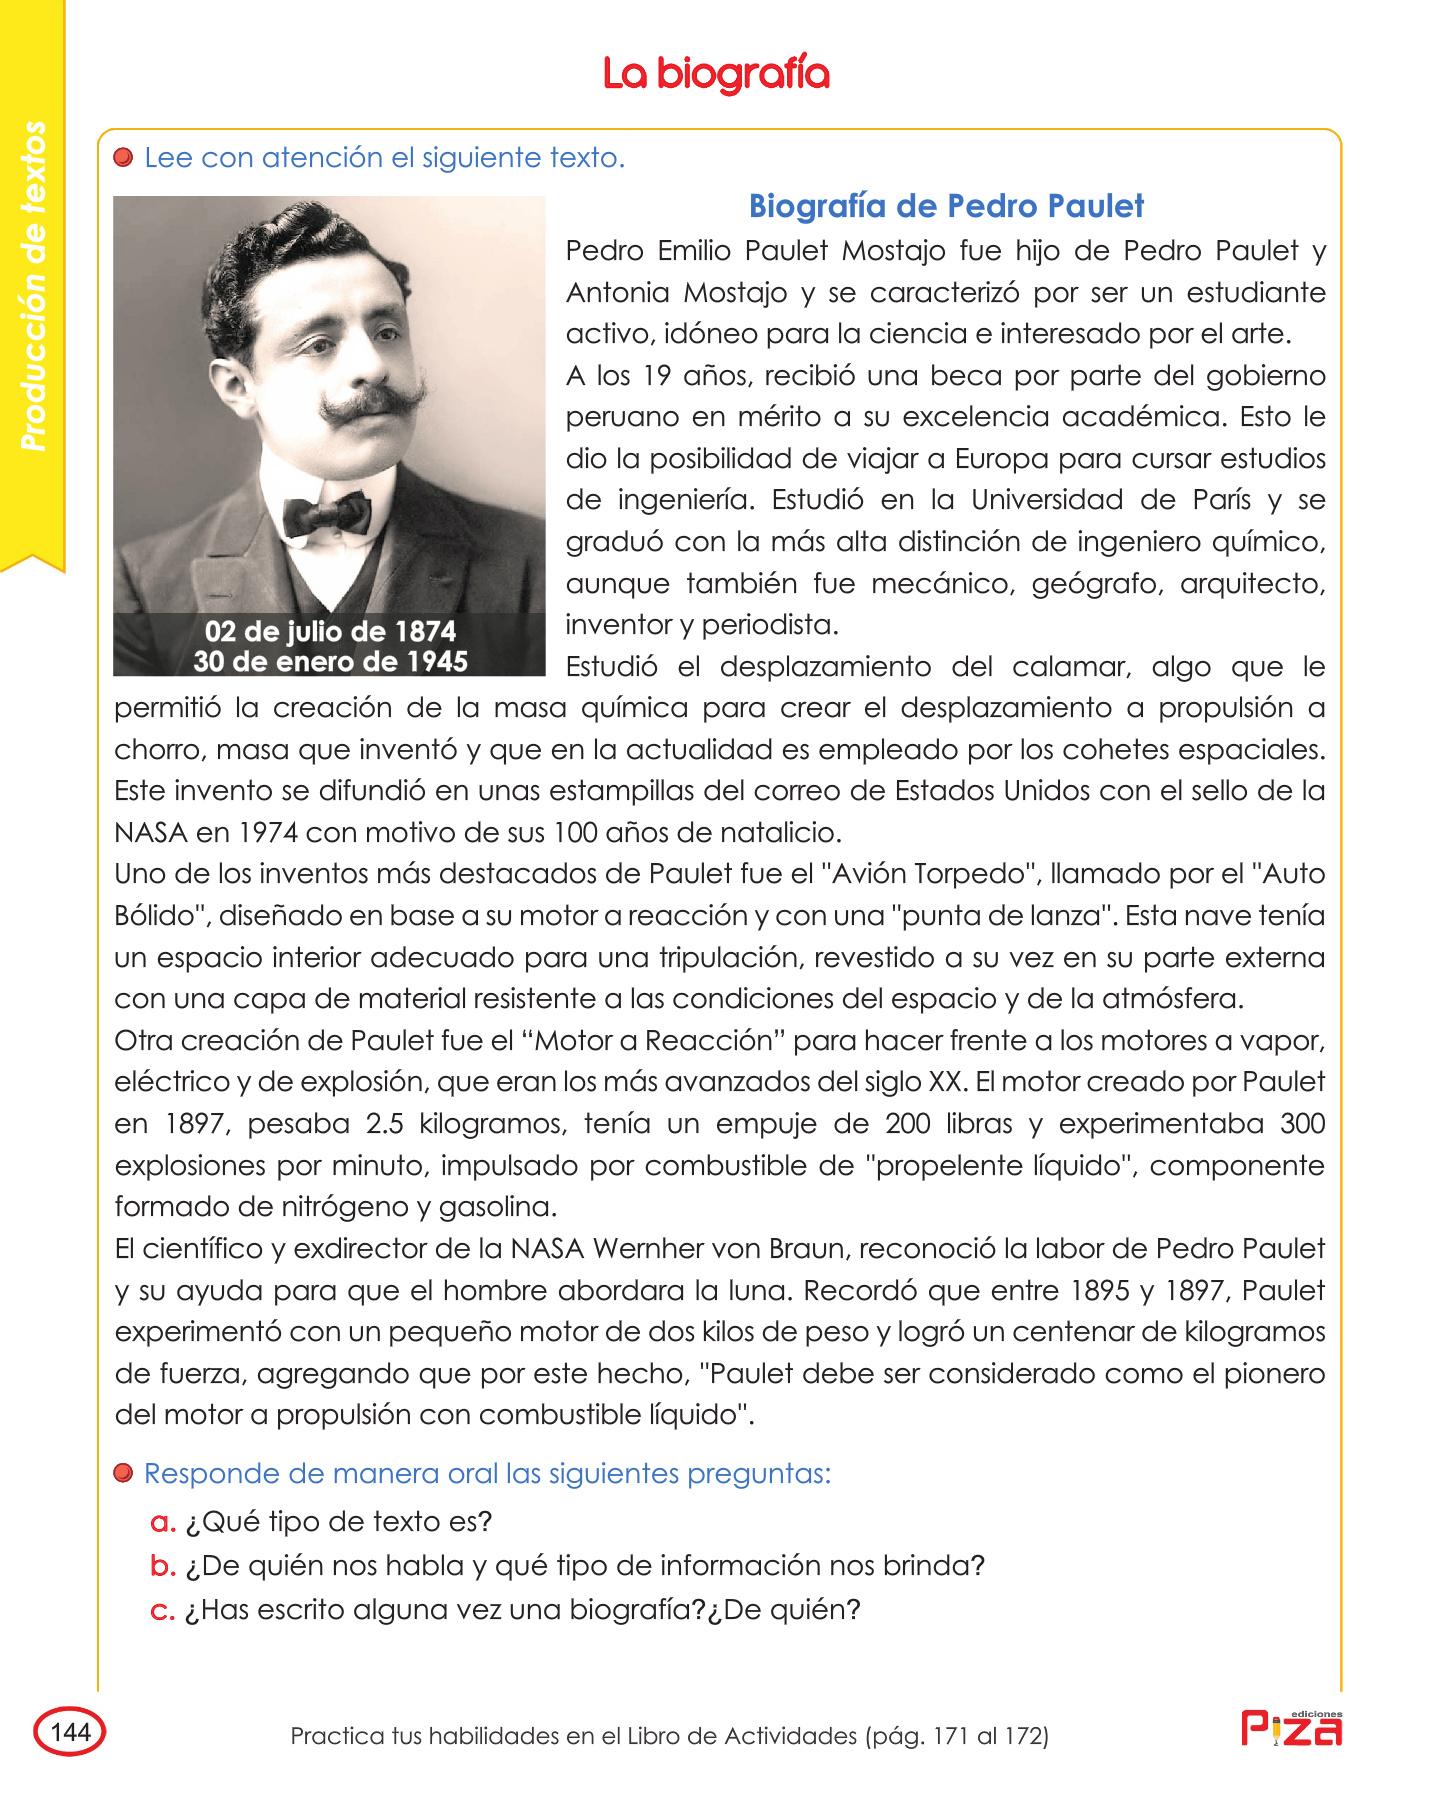 La biografía
Producción de textos
Lee con atención el siguiente texto.
Biografía de Pedro Paulet
Pedro Emilio Paulet Mostajo fue hijo de Pedro Paulet y
Antonia Mostajo y se caracterizó por ser un estudiante
activo, idóneo para la ciencia e interesado por el arte.
A los 19 años, recibió una beca por parte del gobierno
peruano en mérito a su excelencia académica. Esto le
dio la posibilidad de viajar a Europa para cursar estudios
de ingeniería. Estudió en la Universidad de París y se
graduó con la más alta distinción de ingeniero químico,
aunque también fue mecánico, geógrafo, arquitecto,
inventor y periodista.
02 de julio de 1874
30 de enero de 1945
Estudió el desplazamiento del calamar, algo que le
permitió la creación de la masa química para crear el desplazamiento a propulsión a
chorro, masa que inventó y que en la actualidad es empleado por los cohetes espaciales.
Este invento se difundió en unas estampillas del correo de Estados Unidos con el sello de la
NASA en 1974 con motivo de sus 100 años de natalicio.
Uno de los inventos más destacados de Paulet fue el "Avión Torpedo", llamado por el "Auto
Bólido", diseñado en base a su motor a reacción y con una "punta de lanza". Esta nave tenía
un espacio interior adecuado para una tripulación, revestido a su vez en su parte externa
con una capa de material resistente a las condiciones del espacio y de la atmósfera.
Otra creación de Paulet fue el “Motor a Reacción” para hacer frente a los motores a vapor,
eléctrico y de explosión, que eran los más avanzados del siglo XX. El motor creado por Paulet
en 1897, pesaba 2.5 kilogramos, tenía un empuje de 200 libras y experimentaba 300
explosiones por minuto, impulsado por combustible de "propelente líquido", componente
formado de nitrógeno y gasolina.
El científico y exdirector de la NASA Wernher von Braun, reconoció la labor de Pedro Paulet
y su ayuda para que el hombre abordara la luna. Recordó que entre 1895 y 1897, Paulet
experimentó con un pequeño motor de dos kilos de peso y logró un centenar de kilogramos
de fuerza, agregando que por este hecho, "Paulet debe ser considerado como el pionero
del motor a propulsión con combustible líquido".
Responde de manera oral las siguientes preguntas:
a. ¿Qué tipo de texto es?
b. ¿De quién nos habla y qué tipo de información nos brinda?
c. ¿Has escrito alguna vez una biografía?¿De quién?
144
Practica tus habilidades en el Libro de Actividades (pág. 171 al 172)
ediciones
Piza